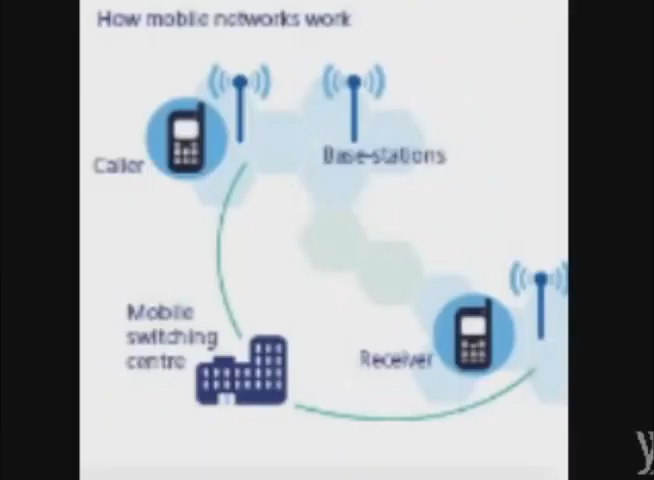 How mobile networks work
Caller
Base-stations
Mobile
switching
centre
Receiver
y